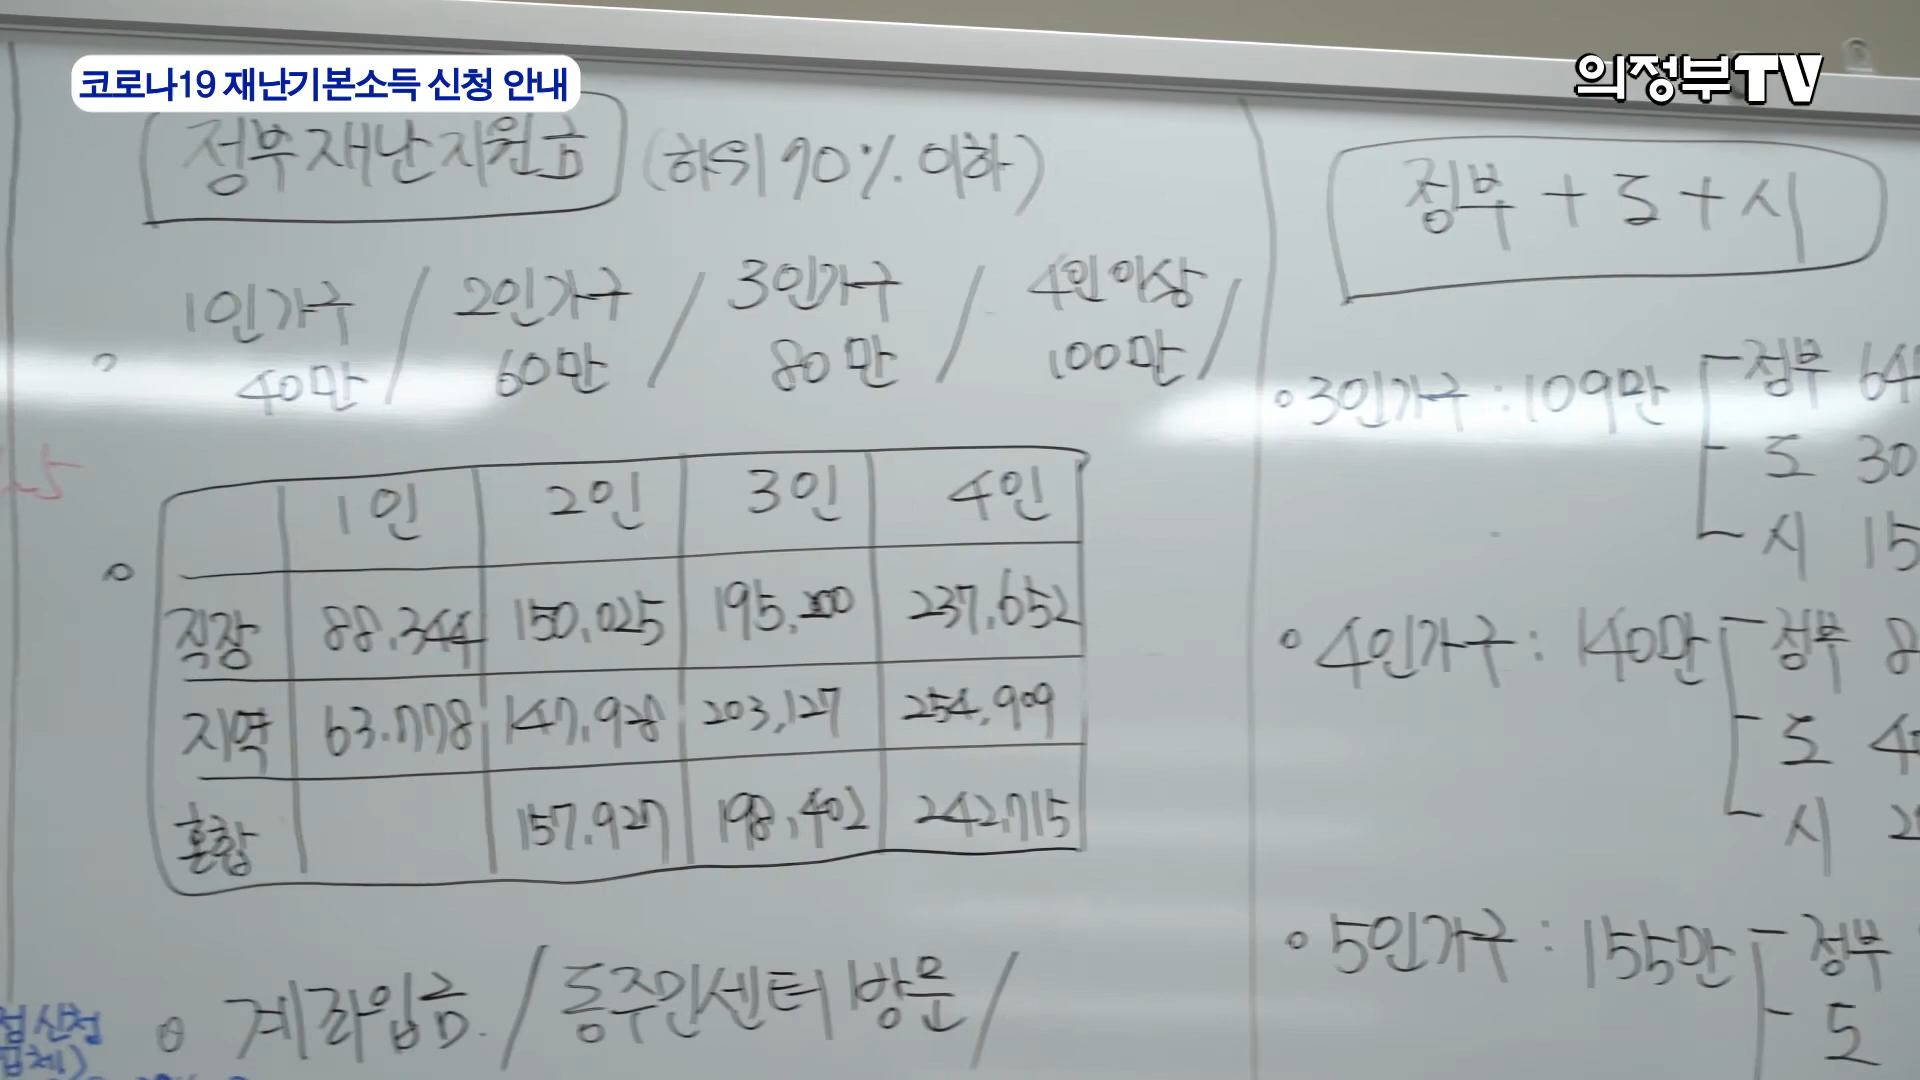 코로나19 재난기본소득 신청 안내
의정부TV
정부재난지원금 (하위 90% 이하)
1인가구 / 2인가구 / 3인가구 / 4인이상 /
40만 60만 80만 100만
1인 2인 3인 4인
직장 88,344 150,025 195,200 237,652
지역 63,778 147,928 203,127 254,909
혼합 157,927 198,402 242,715
계좌입금. / 동주민센터 방문 /
정부 + 도 + 시
3인가구 : 109만
정부 64
도 30
시 15
4인가구 : 140만
정부 8
도 4
시 2
5인가구 : 155만
정부
도